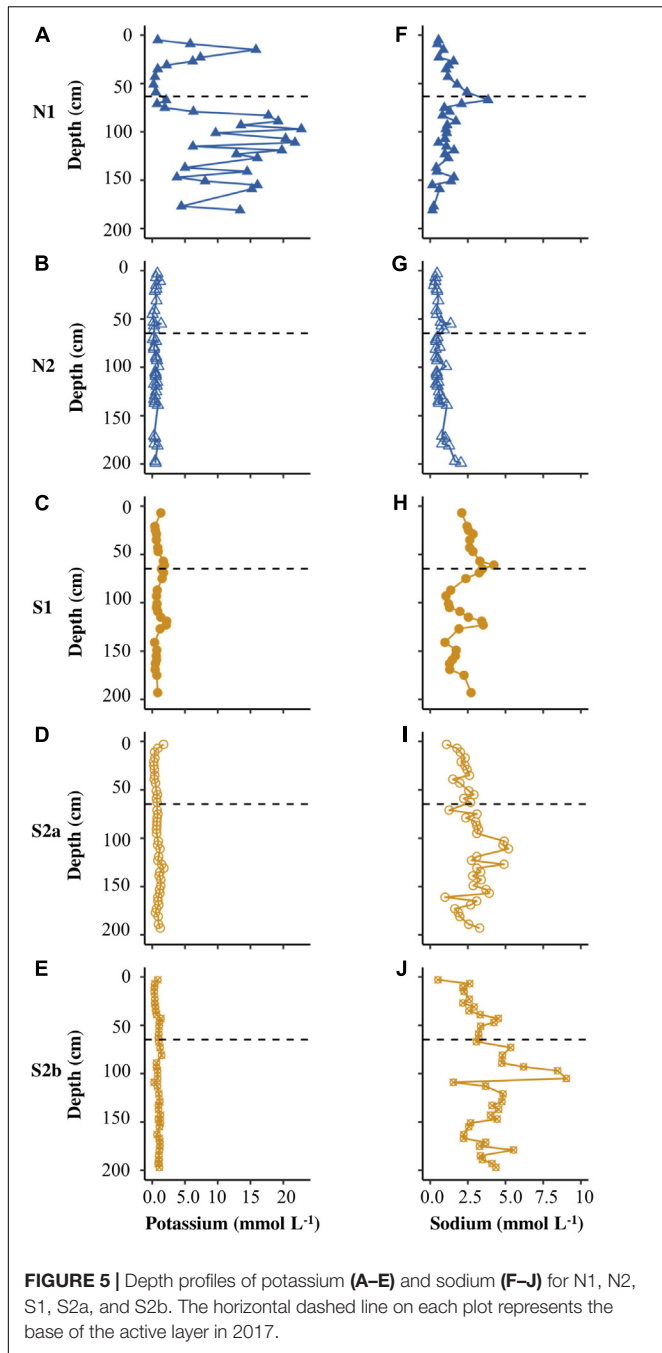 A
F
0
50
100
150
200
N1
Depth (cm)
Depth (cm)
B
G
0
50
100
150
200
N2
Depth (cm)
C
H
0
50
100
150
200
S1
Depth (cm)
D
I
0
50
100
150
200
S2a
Depth (cm)
E
J
0
50
100
150
200
S2b
Depth (cm)
0.0 5.0 10 15 20
0.0 2.5 5.0 7.5 10
Potassium (mmol L⁻¹)
Sodium (mmol L⁻¹)
FIGURE 5 | Depth profiles of potassium (A–E) and sodium (F–J) for N1, N2,
S1, S2a, and S2b. The horizontal dashed line on each plot represents the
base of the active layer in 2017.